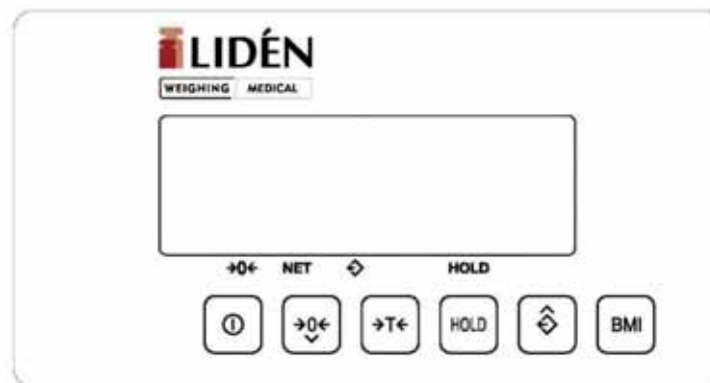 LIDÉN
WEIGHING MEDICAL
→0← NET HOLD
→0← →T← HOLD BMI